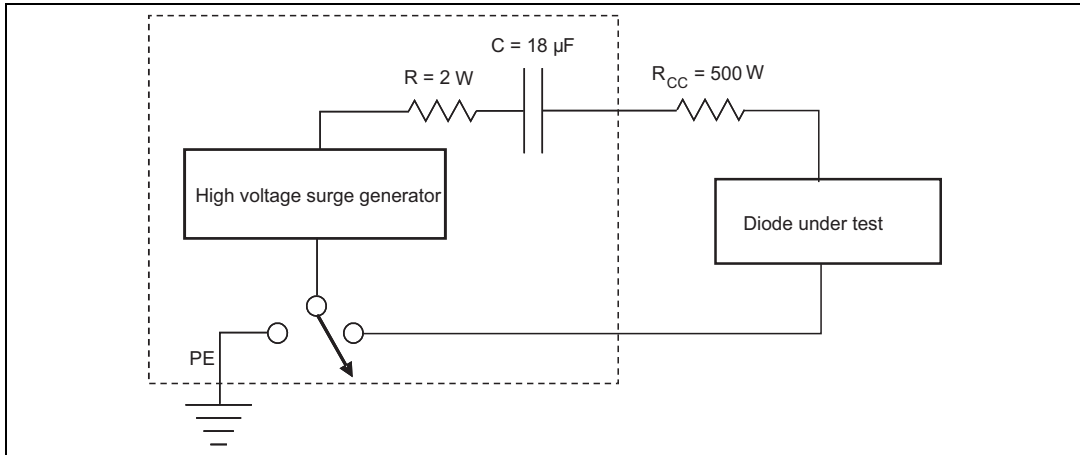 C = 18 µF
R = 2 W
R_CC = 500 W
High voltage surge generator
Diode under test
PE